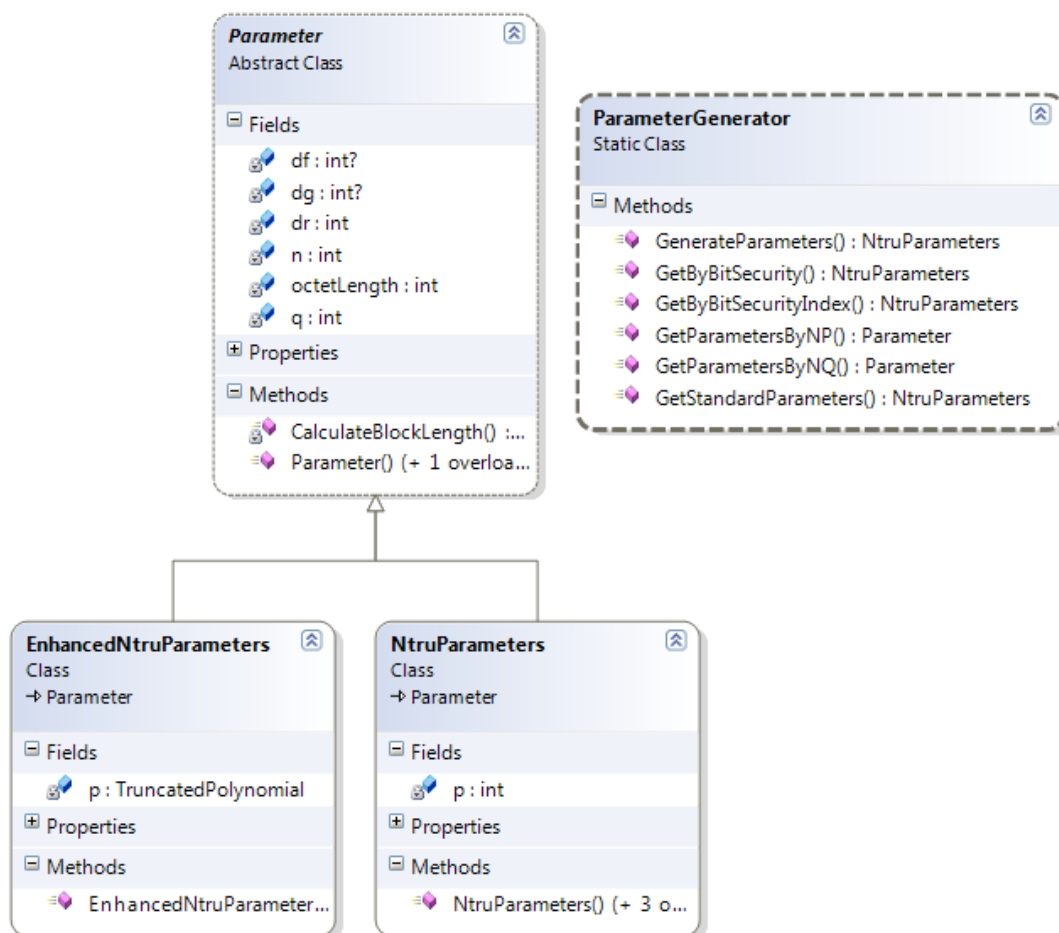 Parameter
Abstract Class
Fields
df : int?
dg : int?
dr : int
n : int
octetLength : int
q : int
Properties
Methods
CalculateBlockLength() :...
Parameter() (+ 1 overloa...
ParameterGenerator
Static Class
Methods
GenerateParameters() : NtruParameters
GetByBitSecurity() : NtruParameters
GetByBitSecurityIndex() : NtruParameters
GetParametersByNP() : Parameter
GetParametersByNQ() : Parameter
GetStandardParameters() : NtruParameters
EnhancedNtruParameters
Class
Parameter
Fields
p : TruncatedPolynomial
Properties
Methods
EnhancedNtruParameter...
NtruParameters
Class
Parameter
Fields
p : int
Properties
Methods
NtruParameters() (+ 3 o...